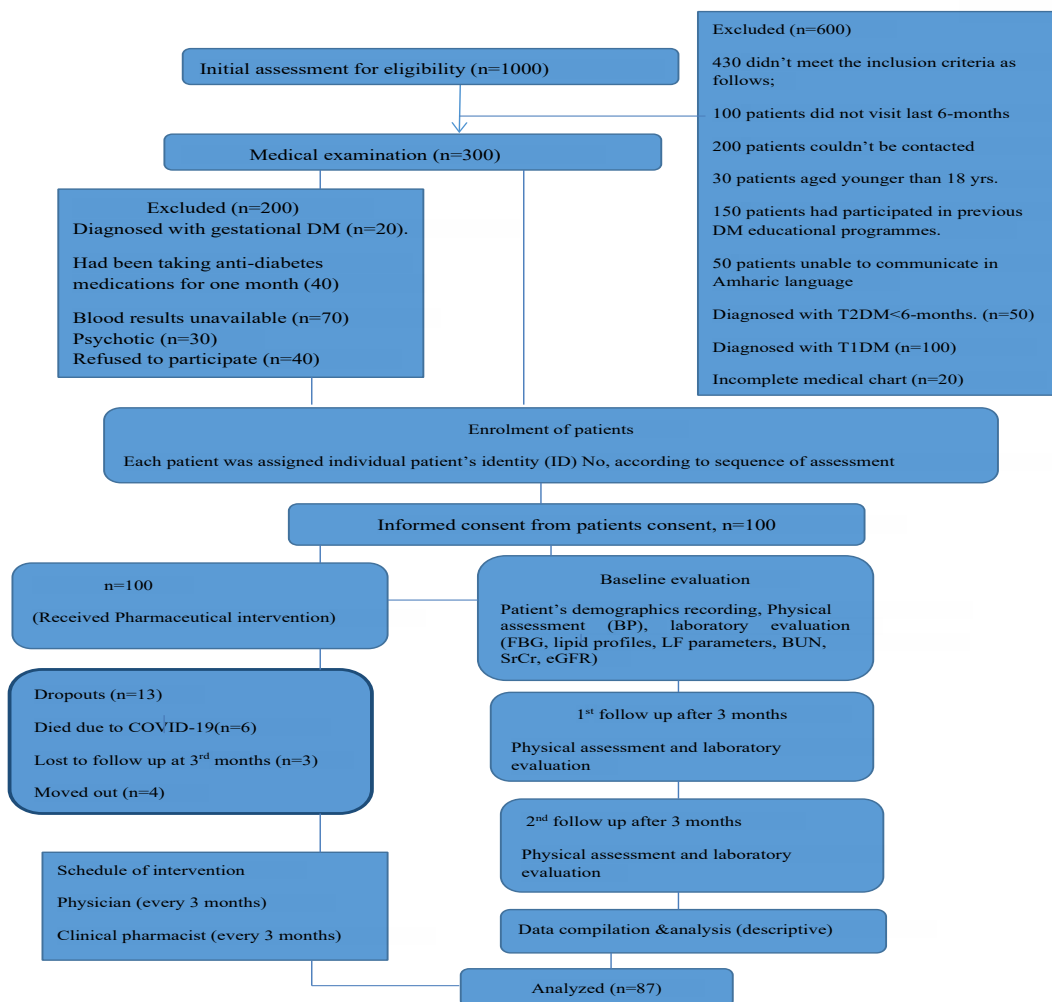 Initial assessment for eligibility (n=1000)
Excluded (n=600)
430 didn’t meet the inclusion criteria as
follows;
100 patients did not visit last 6-months
200 patients couldn’t be contacted
30 patients aged younger than 18 yrs.
150 patients had participated in previous
DM educational programmes.
50 patients unable to communicate in
Amharic language
Diagnosed with T2DM<6-months. (n=50)
Diagnosed with T1DM (n=100)
Incomplete medical chart (n=20)
Medical examination (n=300)
Excluded (n=200)
Diagnosed with gestational DM (n=20).
Had been taking anti-diabetes
medications for one month (40)
Blood results unavailable (n=70)
Psychotic (n=30)
Refused to participate (n=40)
Enrolment of patients
Each patient was assigned individual patient’s identity (ID) No, according to sequence of assessment
Informed consent from patients consent, n=100
n=100
(Received Pharmaceutical intervention)
Baseline evaluation
Patient’s demographics recording, Physical
assessment (BP), laboratory evaluation
(FBG, lipid profiles, LF parameters, BUN,
SrCr, eGFR)
Dropouts (n=13)
Died due to COVID-19(n=6)
Lost to follow up at 3rd months (n=3)
Moved out (n=4)
1st follow up after 3 months
Physical assessment and laboratory
evaluation
2nd follow up after 3 months
Physical assessment and laboratory
evaluation
Schedule of intervention
Physician (every 3 months)
Clinical pharmacist (every 3 months)
Data compilation &analysis (descriptive)
Analyzed (n=87)